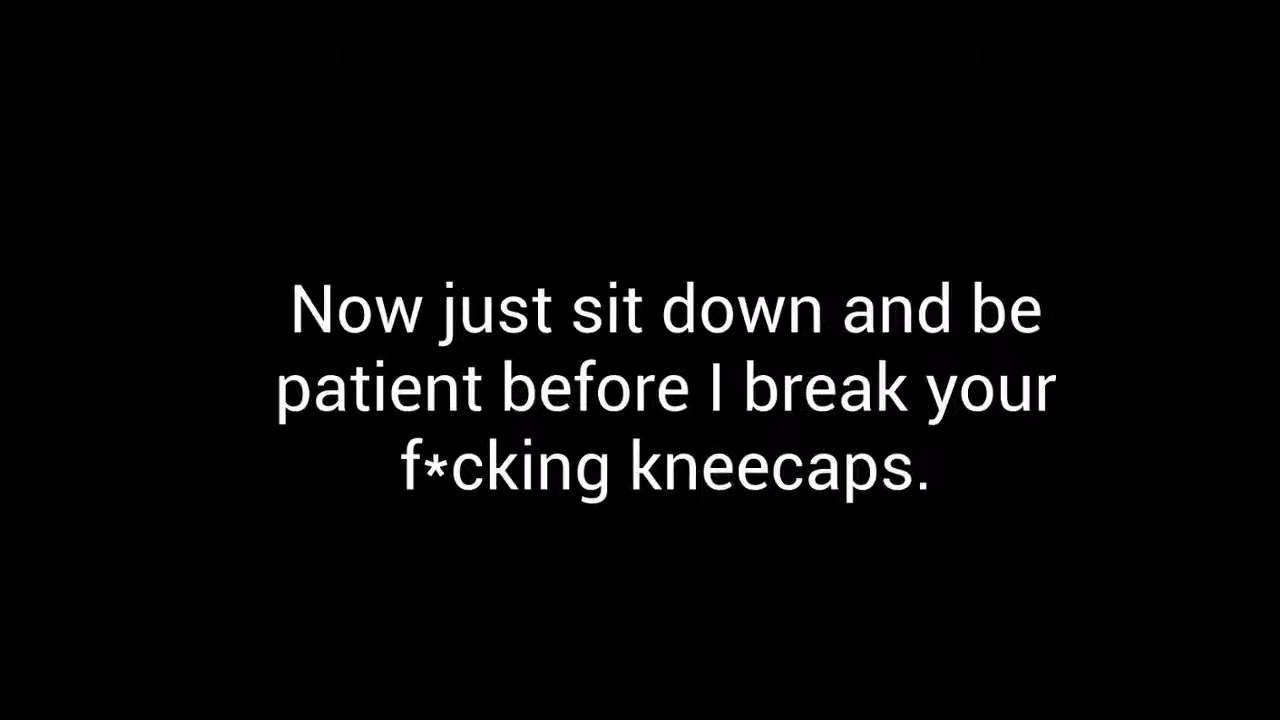 Now just sit down and be
patient before I break your
f*cking kneecaps.